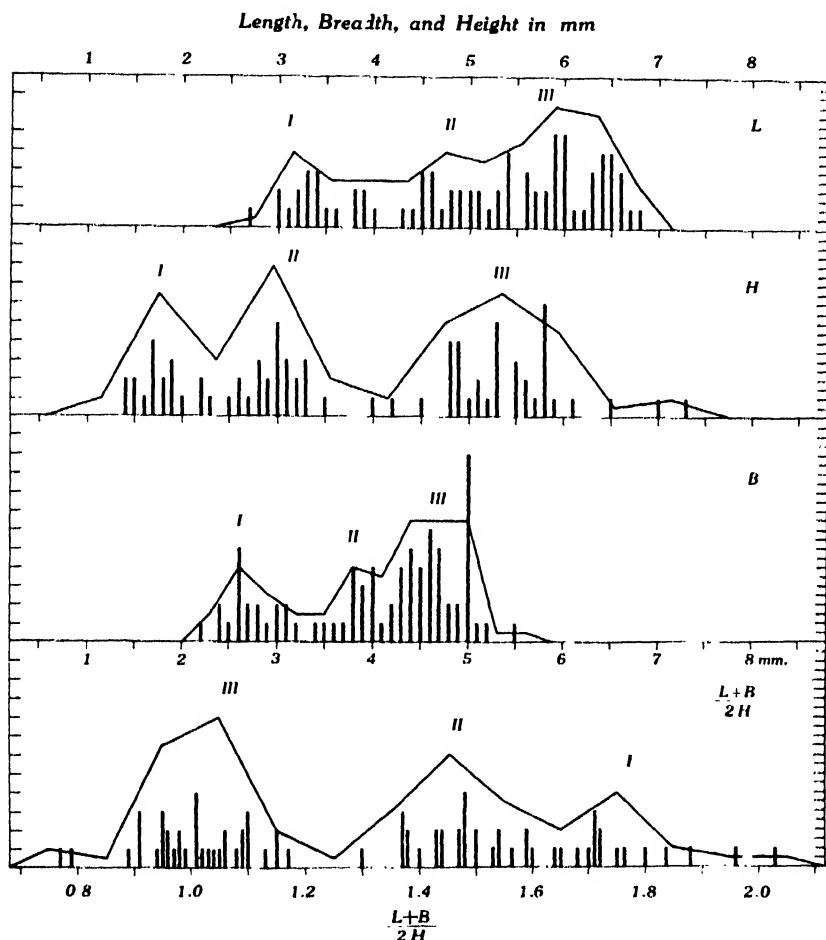 Length, Breadth, and Height in mm
1 2 3 4 5 6 7 8
I II III L
I II III H
I II III B
1 2 3 4 5 6 7 8 mm.
III II I L+B
2H
0 8 1.0 1.2 1.4 1.6 1.8 2.0
L+B
2H